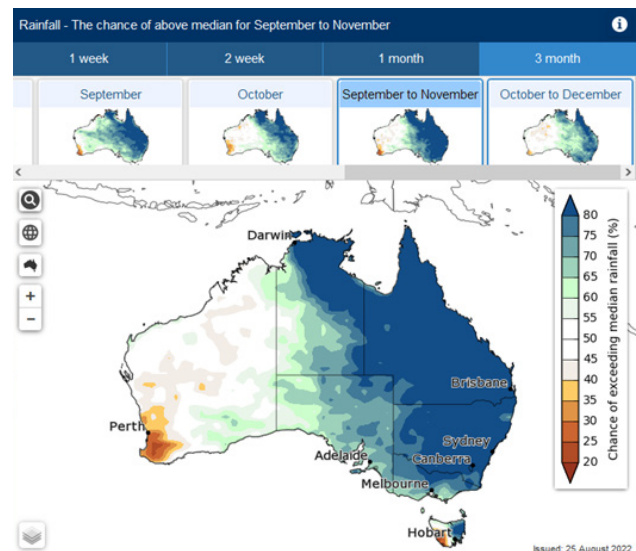 Rainfall - The chance of above median for September to November
i
1 week
2 week
1 month
3 month
September
October
September to November
October to December
<
>
+
−
Darwin
Brisbane
Perth
Sydney
Adelaide
Canberra
Melbourne
Hobart
80
75
70
65
60
55
50
45
40
35
30
25
20
Chance of exceeding median rainfall (%)
Issued: 25 August 2022